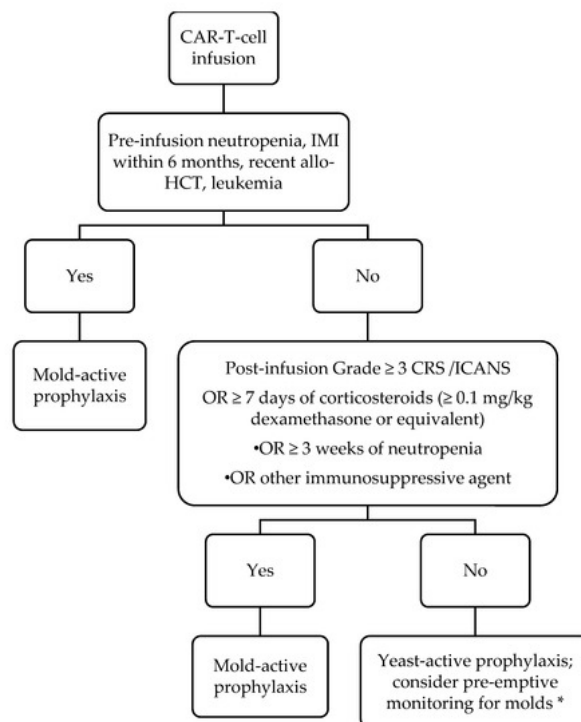 CAR-T-cell
infusion
Pre-infusion neutropenia, IMI
within 6 months, recent allo-
HCT, leukemia
Yes
No
Mold-active
prophylaxis
Post-infusion Grade ≥ 3 CRS /ICANS
OR ≥ 7 days of corticosteroids (≥ 0.1 mg/kg
dexamethasone or equivalent)
•OR ≥ 3 weeks of neutropenia
•OR other immunosuppressive agent
Yes
No
Mold-active
prophylaxis
Yeast-active prophylaxis;
consider pre-emptive
monitoring for molds *